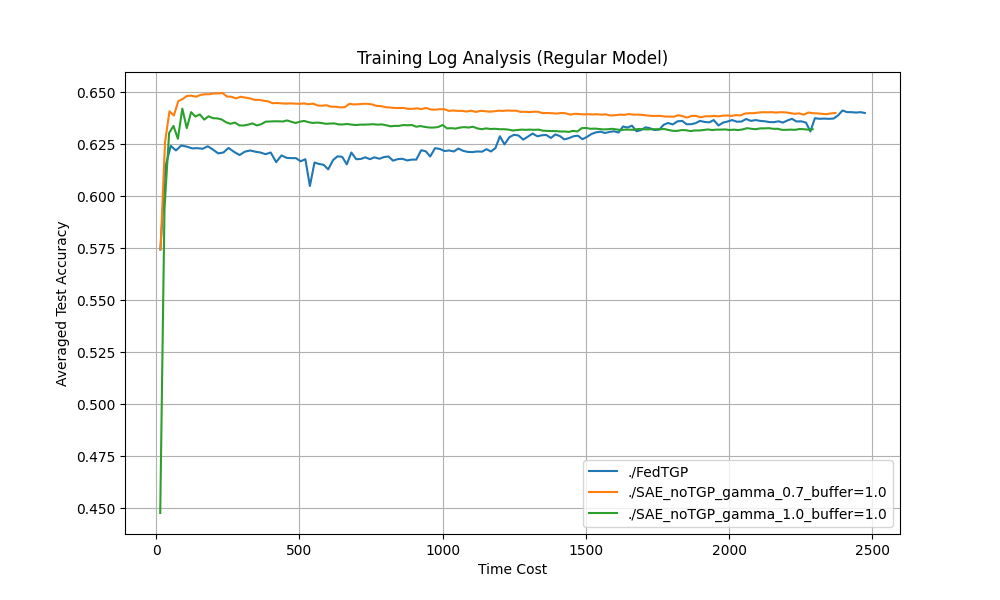 Training Log Analysis (Regular Model)
Averaged Test Accuracy
0.650
0.625
0.600
0.575
0.550
0.525
0.500
0.475
0.450
./FedTGP
./SAE_noTGP_gamma_0.7_buffer=1.0
./SAE_noTGP_gamma_1.0_buffer=1.0
0 500 1000 1500 2000 2500
Time Cost